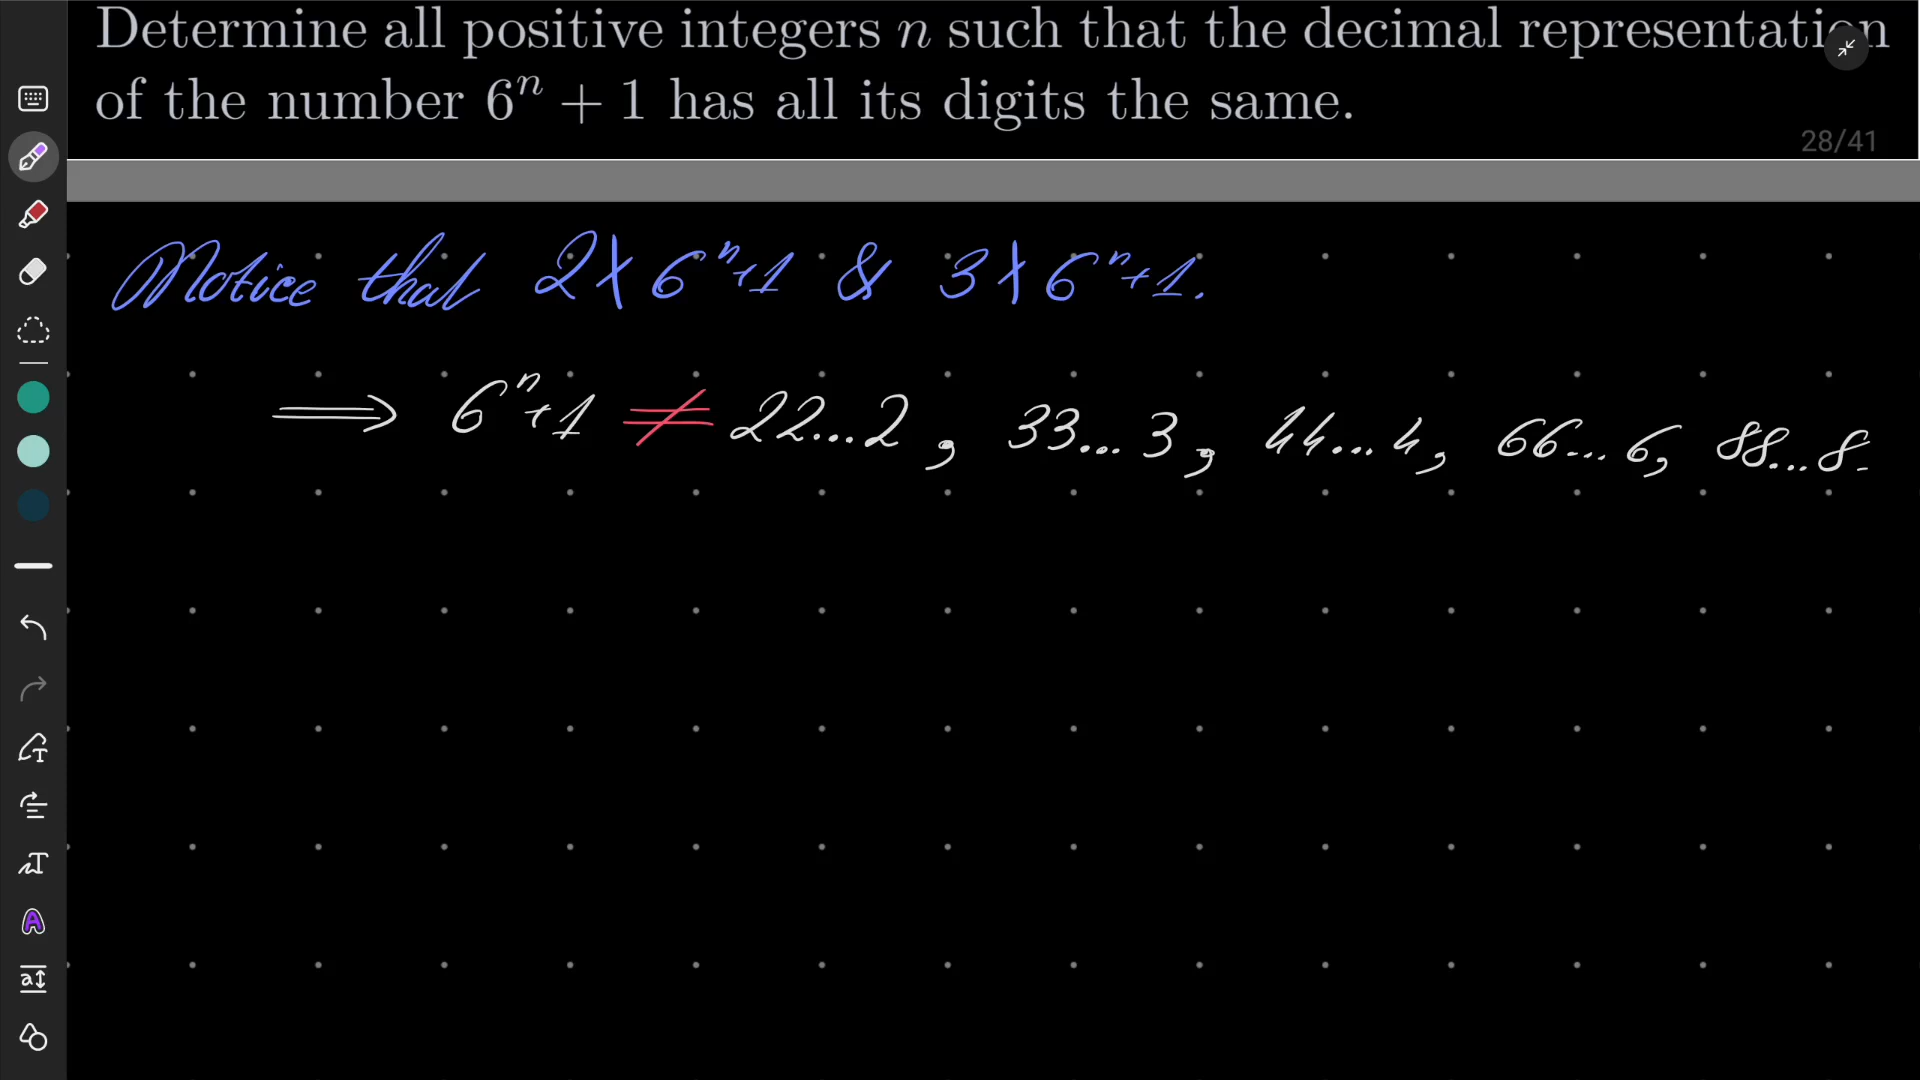 Determine all positive integers n such that the decimal representation
of the number 6ⁿ + 1 has all its digits the same.
28/41
Notice that 2 ∤ 6ⁿ+1 & 3 ∤ 6ⁿ+1.
⟹ 6ⁿ+1 ≠ 22...2, 33...3, 44...4, 66...6, 88...8.